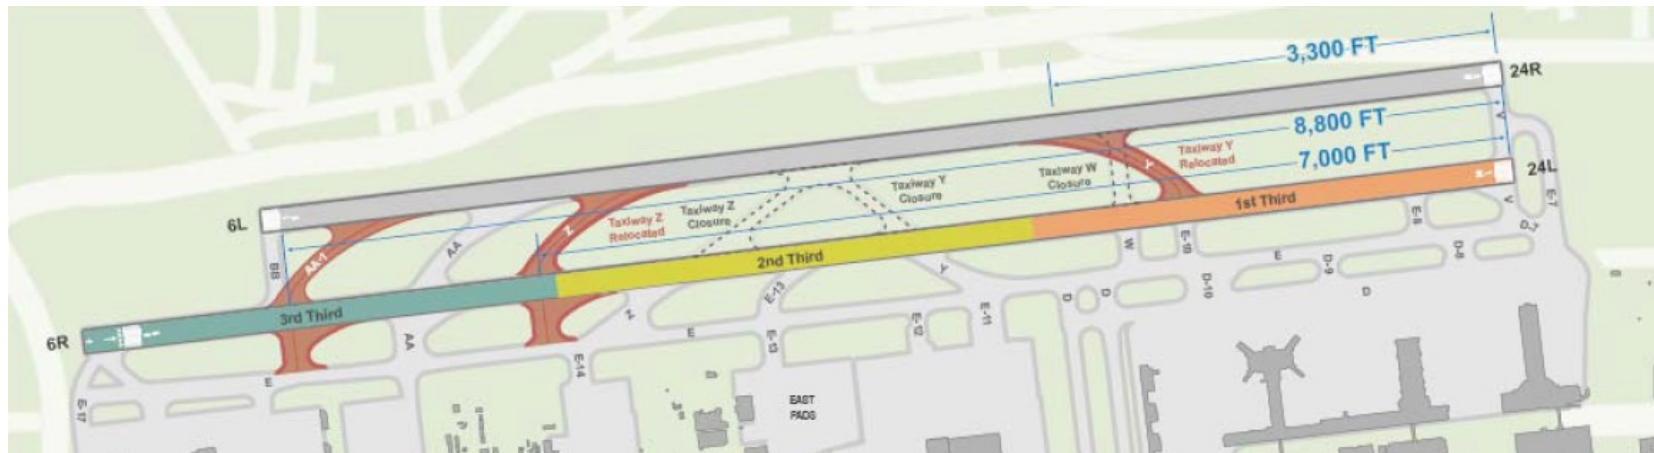 3,300 FT
24R
8,800 FT
V
7,000 FT
Taxiway Y
Relocated
Y
24L
Taxiway W
Closure
Taxiway Y
Closure
E-7
6L
Taxiway Z
Closure
Taxiway Z
Relocated
Z
1st Third
V
E-8
D-7
AA
AA-1
BB
W
E-10
D-8
2nd Third
E
D-9
Y
E-13
D-10
D
D
D
3rd Third
Z
E-12
E-11
6R
AA
E
E-13
E-14
E
E-17
EAST
PADS